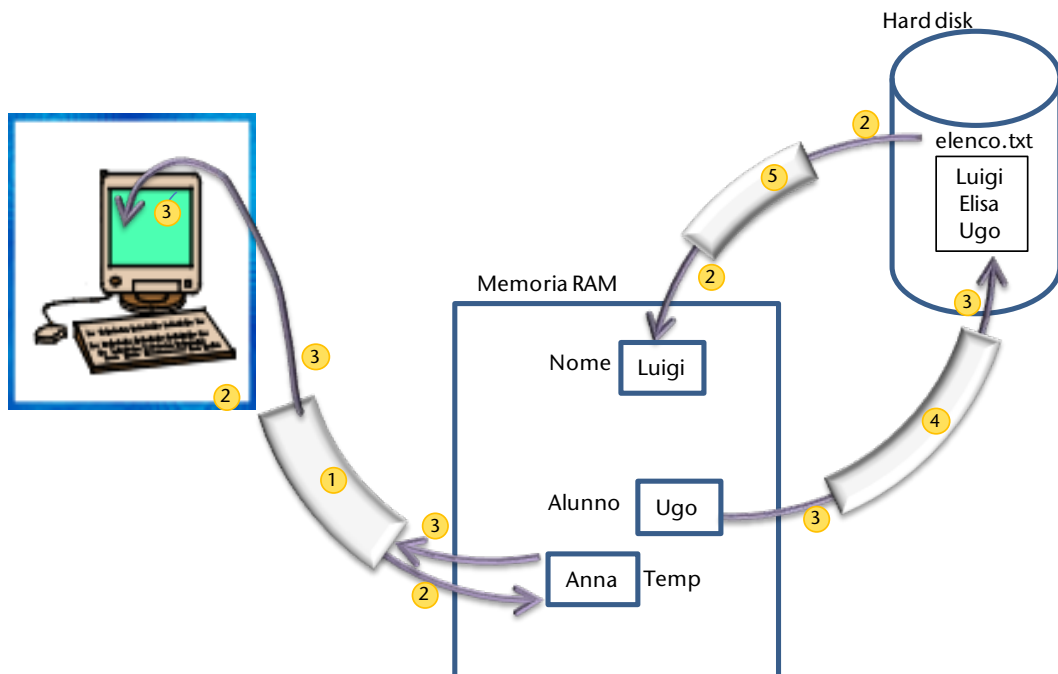 Hard disk
2
elenco.txt
5
Luigi
Elisa
Ugo
3
2
Memoria RAM
3
3
Nome
Luigi
2
4
1
Alunno
Ugo
3
3
Anna
Temp
2